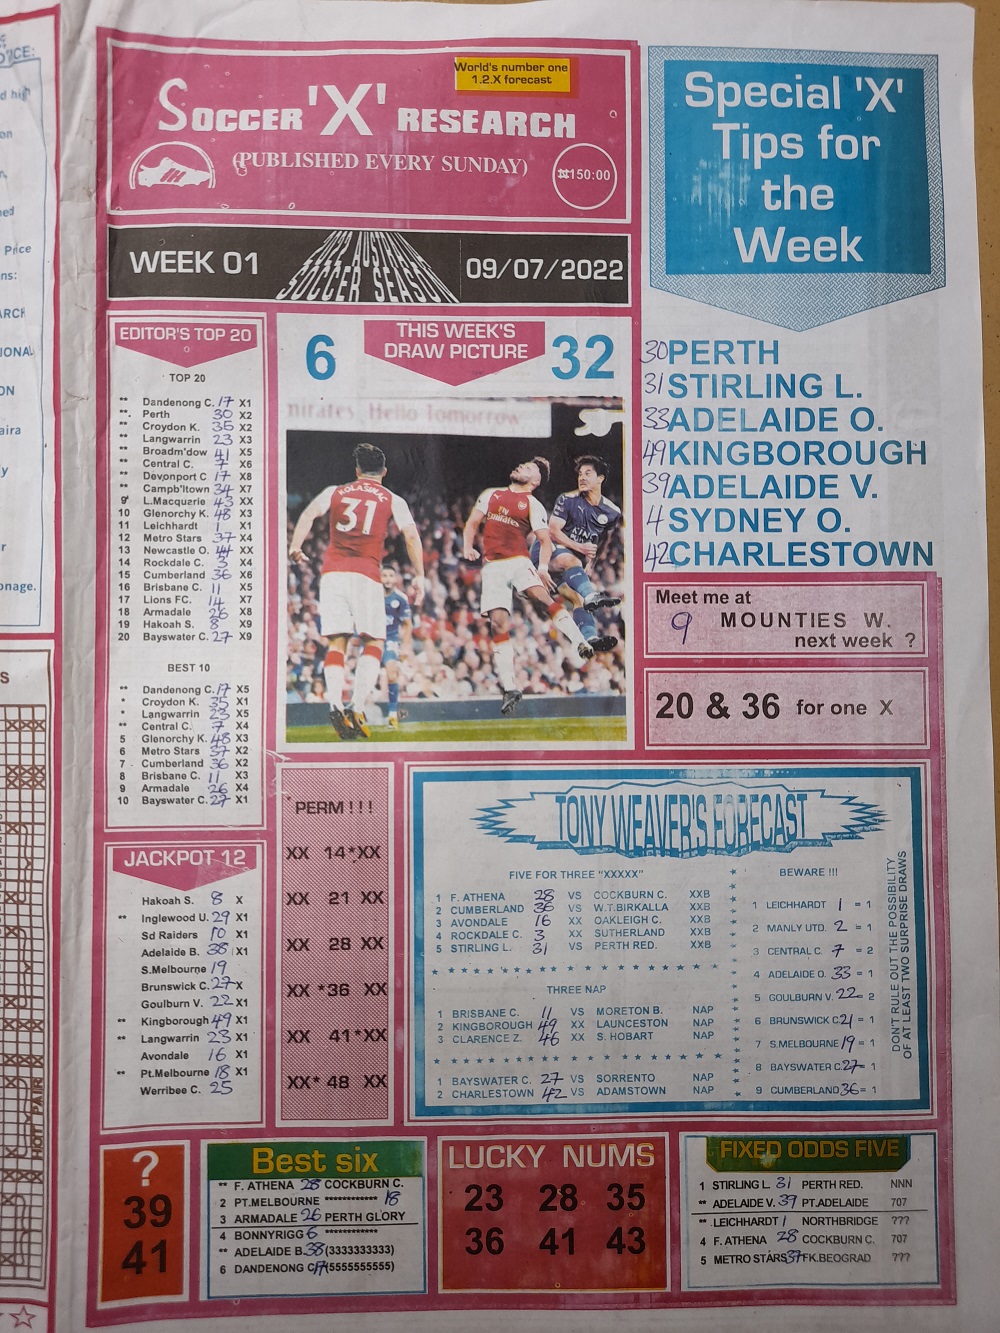 World's number one
1.2.X forecast
SOCCER 'X' RESEARCH
(PUBLISHED EVERY SUNDAY)
₦150:00
WEEK 01
2022 AUSTRALIA
SOCCER SEASON
09/07/2022
Special 'X'
Tips for
the
Week
30 PERTH
31 STIRLING L.
33 ADELAIDE O.
49 KINGBOROUGH
39 ADELAIDE V.
4 SYDNEY O.
42 CHARLESTOWN
Meet me at
9 MOUNTIES W.
next week ?
20 & 36 for one X
EDITOR'S TOP 20
TOP 20
** Dandenong C. 17 X1
**. Perth 30 X2
** Croydon K. 35 X2
** Langwarrin 23 X3
** Broadm'dow 41 X5
** Central C. 7 X6
** Devonport C 17 X8
** Campb'ltown 34 X7
9* L.Macquerie 43 XX
10 Glenorchy K. 48 X3
11 Leichhardt 1 X1
12 Metro Stars 37 X4
13 Newcastle O. 44 XX
14 Rockdale C. 3 X4
15 Cumberland 36 X6
16 Brisbane C. 11 X5
17 Lions FC. 14 X7
18 Armadale 26 X8
19 Hakoah S. 8 X9
20 Bayswater C. 27 X9
BEST 10
** Dandenong C. 17 X5
* Croydon K. 35 X1
* Langwarrin 23 X5
** Central C. 7 X4
5 Glenorchy K. 48 X3
6 Metro Stars 37 X2
7 Cumberland 36 X2
8 Brisbane C. 11 X3
9 Armadale 26 X4
10 Bayswater C. 27 X1
6
THIS WEEK'S
DRAW PICTURE
32
mirates Hello Tomorrow
KOLASINAC
31
Fly
Emirates
KING
JACKPOT 12
Hakoah S. 8 X
** Inglewood U. 29 X1
Sd Raiders 10 X1
Adelaide B. 38 X1
S.Melbourne 19
Brunswick C. 27 X
Goulburn V. 22 X1
** Kingborough 49 X1
** Langwarrin 23 X1
Avondale 16 X1
** Pt.Melbourne 18 X1
Werribee C. 25
PERM !!!
XX 14*XX
XX 21 XX
XX 28 XX
XX *36 XX
XX 41*XX
XX* 48 XX
TONY WEAVER'S FORECAST
FIVE FOR THREE "XXXXX"
1 F. ATHENA 28 VS COCKBURN C. XXB
2 CUMBERLAND 36 VS W.T.BIRKALLA XXB
3 AVONDALE 16 XX OAKLEIGH C. XXB
4 ROCKDALE C. 3 XX SUTHERLAND XXB
5 STIRLING L. 31 VS PERTH RED. XXB
THREE NAP
1 BRISBANE C. 11 VS MORETON B. NAP
2 KINGBOROUGH 49 XX LAUNCESTON NAP
3 CLARENCE Z. 46 XX S. HOBART NAP
1 BAYSWATER C. 27 VS SORRENTO NAP
2 CHARLESTOWN 42 VS ADAMSTOWN NAP
BEWARE !!!
1 LEICHHARDT 1 = 1
2 MANLY UTD. 2 = 1
3 CENTRAL C. 7 = 2
4 ADELAIDE O. 33 = 1
5 GOULBURN V. 22 = 2
6 BRUNSWICK C. 21 = 1
7 S.MELBOURNE 19 = 1
8 BAYSWATER C. 27 = 1
9 CUMBERLAND 36 = 1
DON'T RULE OUT THE POSSIBILITY
OF AT LEAST TWO SURPRISE DRAWS
?
39
41
Best six
** F. ATHENA 28 COCKBURN C.
2 PT.MELBOURNE ************ 18
3 ARMADALE 26 PERTH GLORY
4 BONNYRIGG 6 ************
** ADELAIDE B. 38 (3333333333)
6 DANDENONG C 17 (5555555555)
LUCKY NUMS
23 28 35
36 41 43
FIXED ODDS FIVE
1 STIRLING L. 31 PERTH RED. NNN
** ADELAIDE V. 39 PT.ADELAIDE 707
** LEICHHARDT 1 NORTHBRIDGE ???
4 F. ATHENA 28 COCKBURN C. 707
5 METRO STARS 37 FK.BEOGRAD ???
HOT PAIR